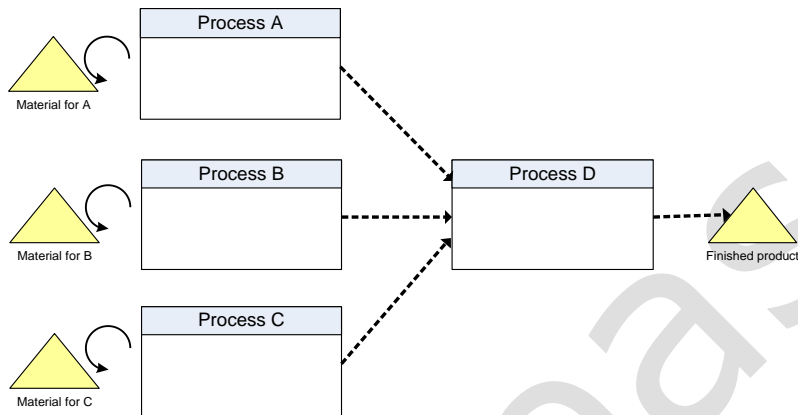 Process A
Material for A
Process B
Process D
Material for B
Finished product
Process C
Material for C